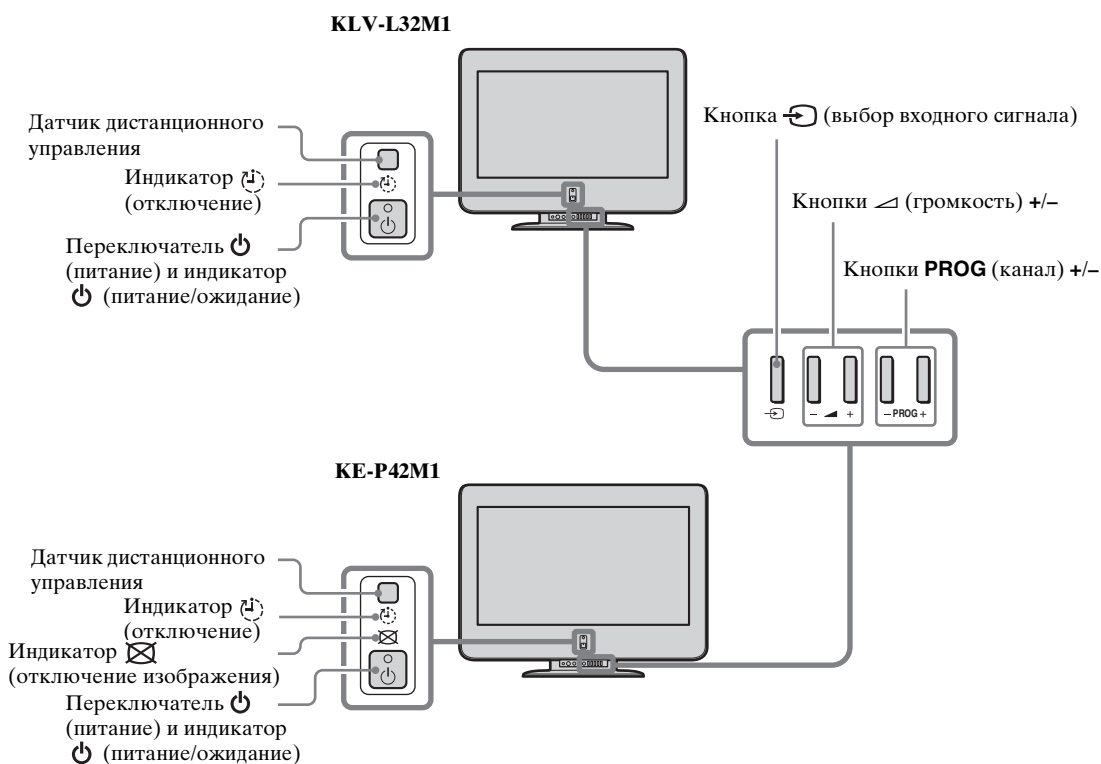 KLV-L32M1
Датчик дистанционного
управления
Индикатор
(отключение)
Переключатель
(питание) и индикатор
(питание/ожидание)
Кнопка (выбор входного сигнала)
Кнопки (громкость) +/–
Кнопки PROG (канал) +/–
– + – PROG +
KE-P42M1
Датчик дистанционного
управления
Индикатор
(отключение)
Индикатор
(отключение изображения)
Переключатель
(питание) и индикатор
(питание/ожидание)